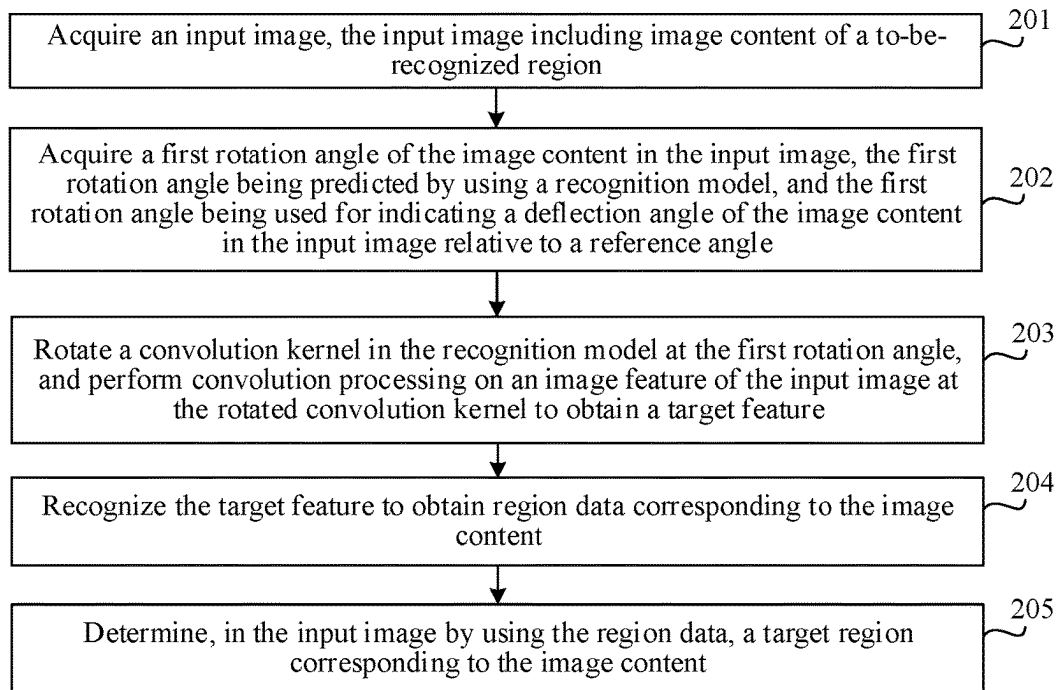 Acquire an input image, the input image including image content of a to-be-
recognized region
201
Acquire a first rotation angle of the image content in the input image, the first
rotation angle being predicted by using a recognition model, and the first
rotation angle being used for indicating a deflection angle of the image content
in the input image relative to a reference angle
202
Rotate a convolution kernel in the recognition model at the first rotation angle,
and perform convolution processing on an image feature of the input image at
the rotated convolution kernel to obtain a target feature
203
Recognize the target feature to obtain region data corresponding to the image
content
204
Determine, in the input image by using the region data, a target region
corresponding to the image content
205